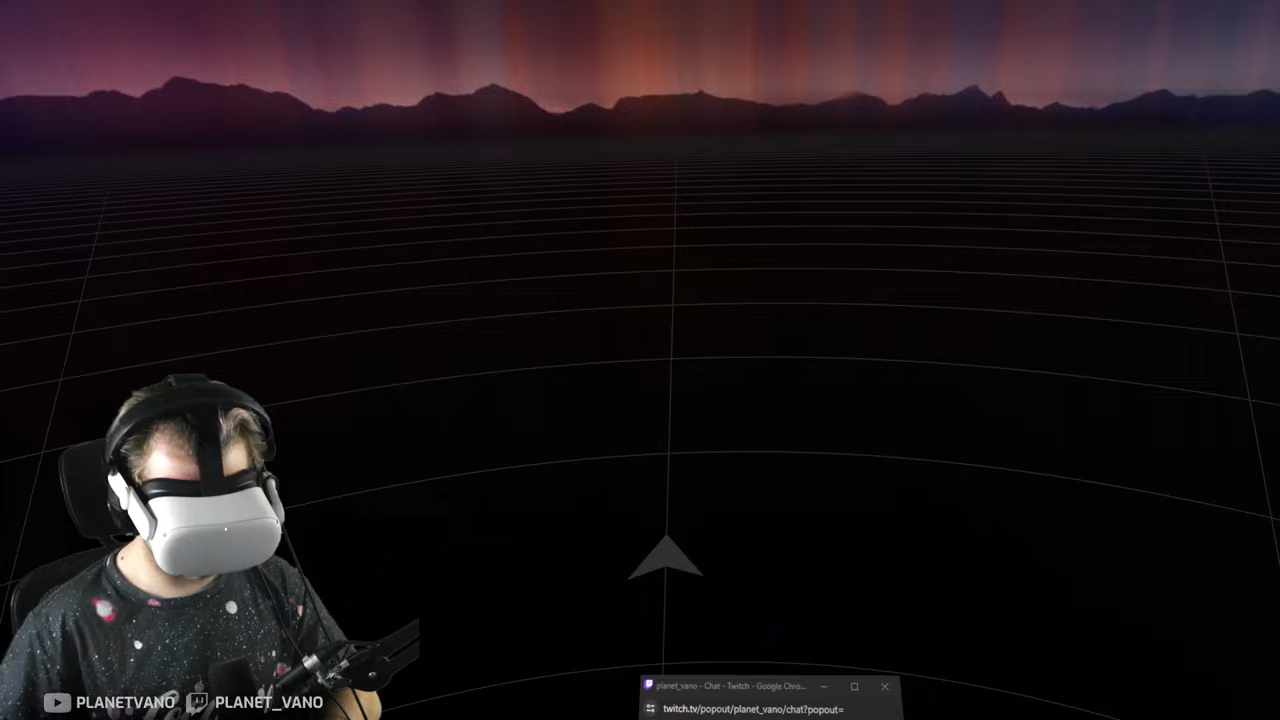 PLANETVANO PLANET_VANO
planet_vano - Chat - Twitch - Google Chro...
twitch.tv/popout/planet_vano/chat?popout=